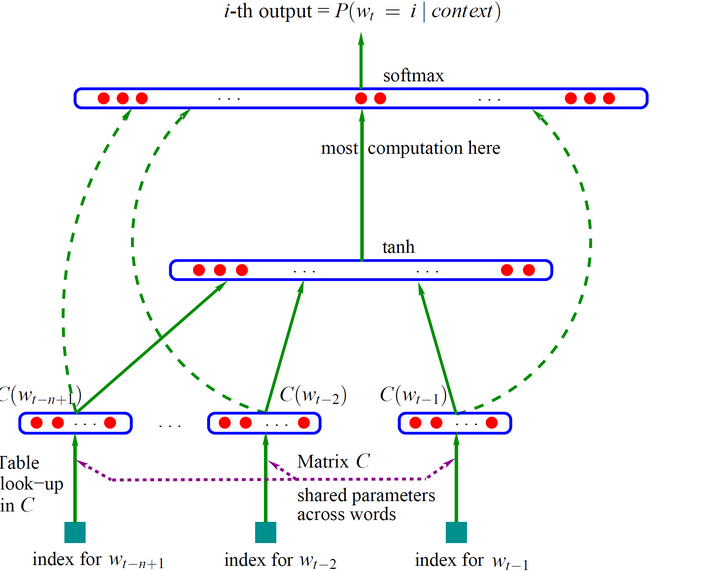 i-th output = P(w_t = i | context)
softmax
. . .
. . .
most computation here
tanh
. . .
. . .
C(w_{t−n+1})
C(w_{t−2})
C(w_{t−1})
. . .
. . .
. . .
. . .
Table
look−up
in C
Matrix C
shared parameters
across words
index for w_{t−n+1}
index for w_{t−2}
index for w_{t−1}